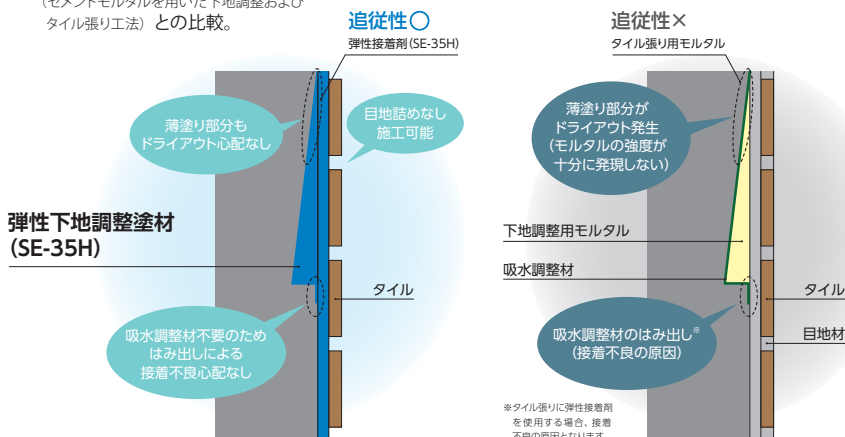 （セメントモルタルを用いた下地調整および
タイル張り工法）との比較。
追従性○
弾性接着剤(SE-35H)
薄塗り部分も
ドライアウト心配なし
目地詰めなし
施工可能
弾性下地調整塗材
(SE-35H)
タイル
吸水調整材不要のため
はみ出しによる
接着不良心配なし
追従性×
タイル張り用モルタル
薄塗り部分が
ドライアウト発生
(モルタルの強度が
十分に発現しない)
下地調整用モルタル
吸水調整材
タイル
吸水調整材のはみ出し※
(接着不良の原因)
目地材
※タイル張りに弾性接着剤
を使用する場合、接着
不良の原因となります